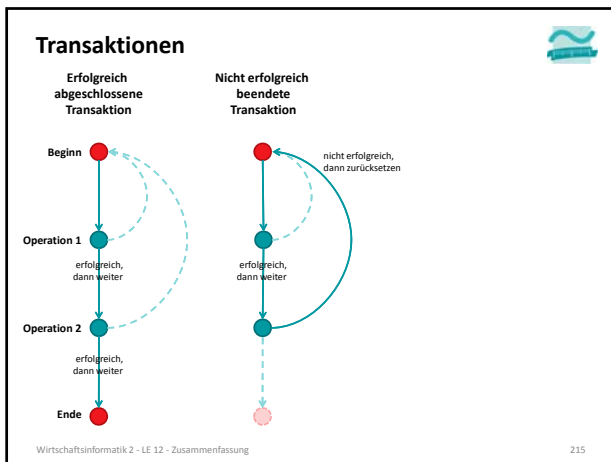 Transaktionen
Erfolgreich
abgeschlossene
Transaktion
Nicht erfolgreich
beendete
Transaktion
Beginn
nicht erfolgreich,
dann zurücksetzen
Operation 1
erfolgreich,
dann weiter
erfolgreich,
dann weiter
Operation 2
erfolgreich,
dann weiter
Ende
Wirtschaftsinformatik 2 - LE 12 - Zusammenfassung
215